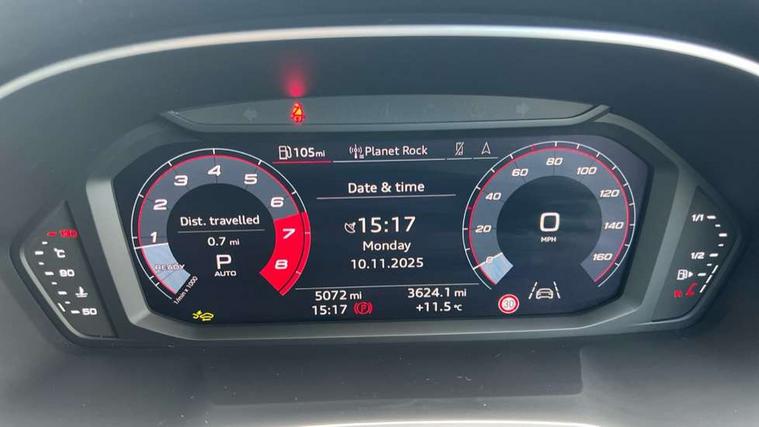 105mi
Planet Rock
Date & time
Dist. travelled
0.7 mi
P
AUTO
READY
1/min x 1000
1
2
3
4
5
6
7
8
15:17
Monday
10.11.2025
0
MPH
0
20
40
60
80
100
120
140
160
5072 mi
3624.1 mi
15:17
(P)
+11.5 °C
30
130
°C
90
50
1/1
1/2